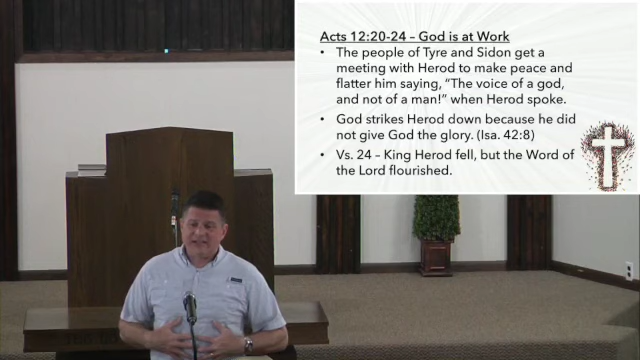 Acts 12:20-24 – God is at Work
• The people of Tyre and Sidon get a
meeting with Herod to make peace and
flatter him saying, "The voice of a god,
and not of a man!" when Herod spoke.
• God strikes Herod down because he did
not give God the glory. (Isa. 42:8)
• Vs. 24 – King Herod fell, but the Word of
the Lord flourished.